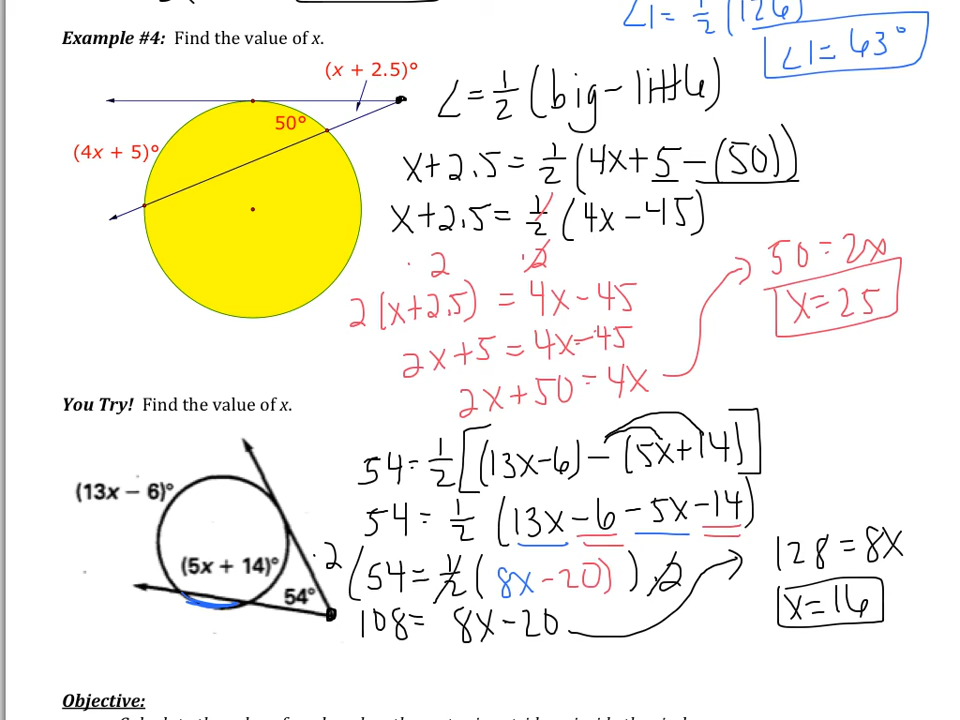 ∠1 = 1/2 (126)
∠1 = 63°
Example #4: Find the value of x.
(x + 2.5)°
50°
(4x + 5)°
∠ = 1/2 (big - little)
x+2.5 = 1/2 (4x+5-(50))
x+2.5 = 1/2 (4x-45)
·2 ·2
2(x+2.5) = 4x-45
2x+5 = 4x-45
2x+50 = 4x
50 = 2x
x = 25
You Try! Find the value of x.
(13x – 6)°
(5x + 14)°
54°
54 = 1/2 [(13x-6) - (5x+14)]
54 = 1/2 (13x-6-5x-14)
·2 (54 = 1/2 (8x-20)) ·2
108 = 8x-20
128 = 8x
x = 16
Objective: